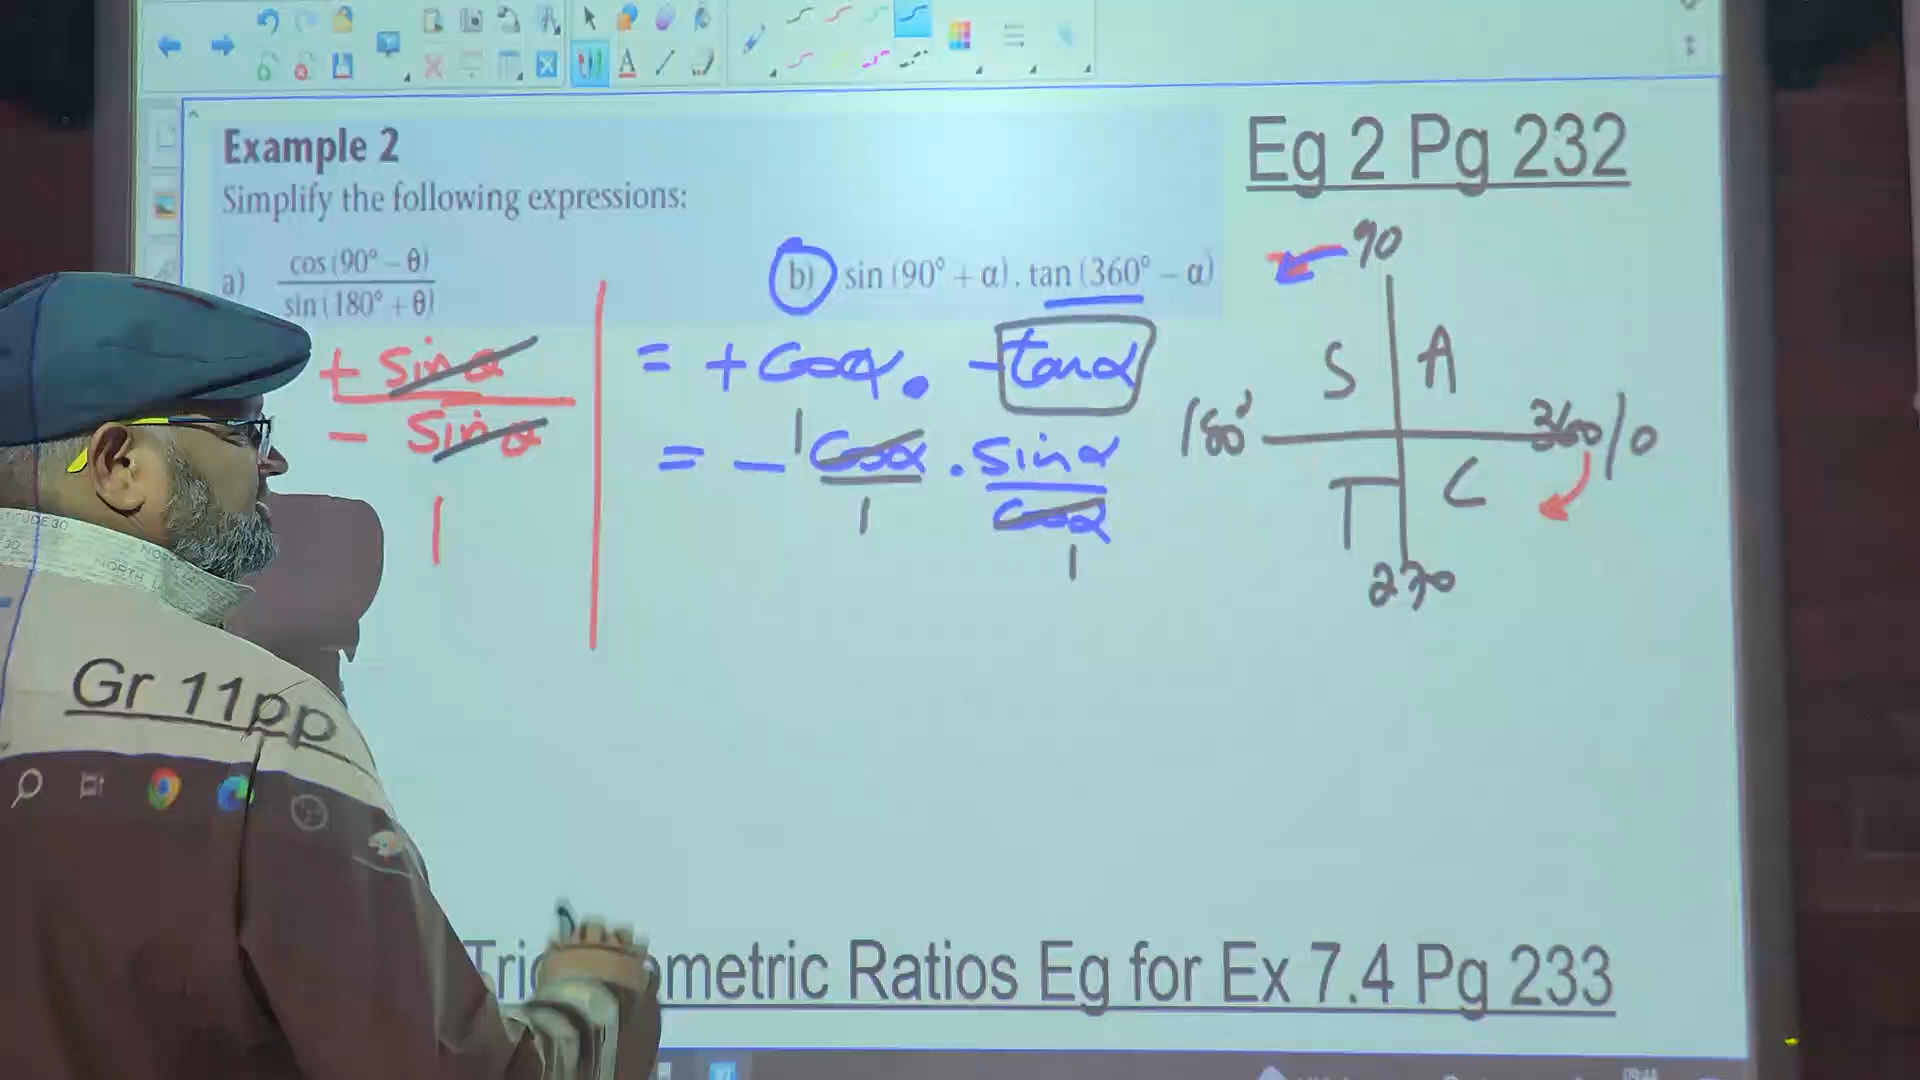 Example 2
Eg 2 Pg 232
Simplify the following expressions:
a) cos (90° − θ)
sin (180° + θ)
b) sin (90° + α) . tan (360° − α)
90
+ sin α
− sin α
1
= + cos α . − tan α
= − 1 cos α . sin α
1 cos α
1
S A
180° 360/0
T C
270
Gr 11pp
ometric Ratios Eg for Ex 7.4 Pg 233